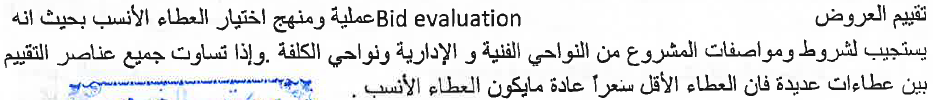 تقييم العروض Bid evaluation عملية ومنهج اختيار العطاء الأنسب بحيث انه
يستجيب لشروط ومواصفات المشروع من النواحي الفنية و الإدارية ونواحي الكلفة .وإذا تساوت جميع عناصر التقييم
بين عطاءات عديدة فان العطاء الأقل سعراً عادة مايكون العطاء الأنسب .